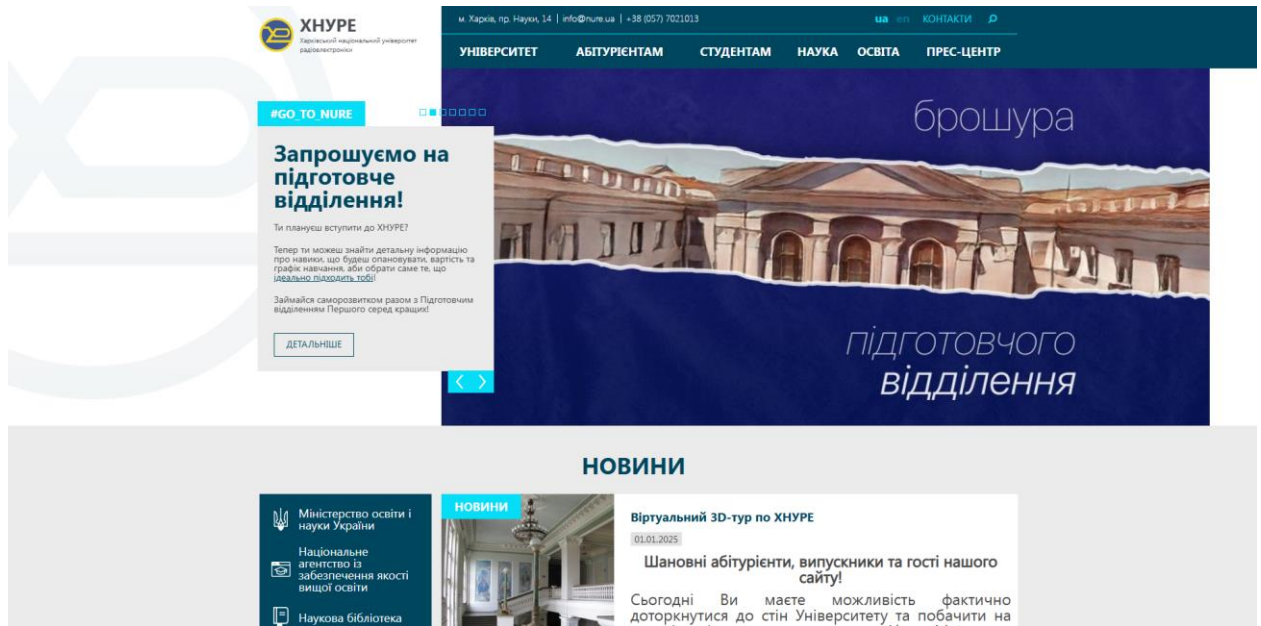 ХНУРЕ
Харківський національний університет
радіоелектроніки
м. Харків, пр. Науки, 14 | info@nure.ua | +38 (057) 7021013
ua en КОНТАКТИ
УНІВЕРСИТЕТ АБІТУРІЄНТАМ СТУДЕНТАМ НАУКА ОСВІТА ПРЕС-ЦЕНТР
#GO_TO_NURE
Запрошуємо на
підготовче
відділення!
Ти плануєш вступити до ХНУРЕ?
Тепер ти можеш знайти детальну інформацію
про навики, що будеш опановувати, вартість та
графік навчання, аби обрати саме те, що
ідеально підходить тобі!
Займайся саморозвитком разом з Підготовчим
відділенням Першого серед кращих!
ДЕТАЛЬНІШЕ
брошура
підготовчого
відділення
НОВИНИ
Міністерство освіти і
науки України
Національне
агентство із
забезпечення якості
вищої освіти
Наукова бібліотека
НОВИНИ
Віртуальний 3D-тур по ХНУРЕ
01.01.2025
Шановні абітурієнти, випускники та гості нашого
сайту!
Сьогодні Ви маєте можливість фактично
доторкнутися до стін Університету та побачити на